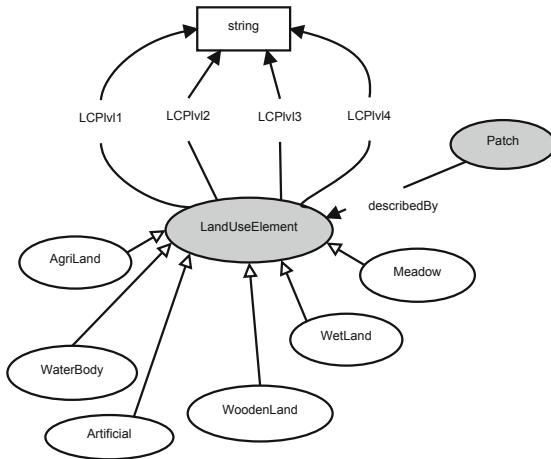 string
LCPlvl1
LCPlvl2
LCPlvl3
LCPlvl4
Patch
describedBy
LandUseElement
AgriLand
Meadow
WetLand
WaterBody
WoodenLand
Artificial